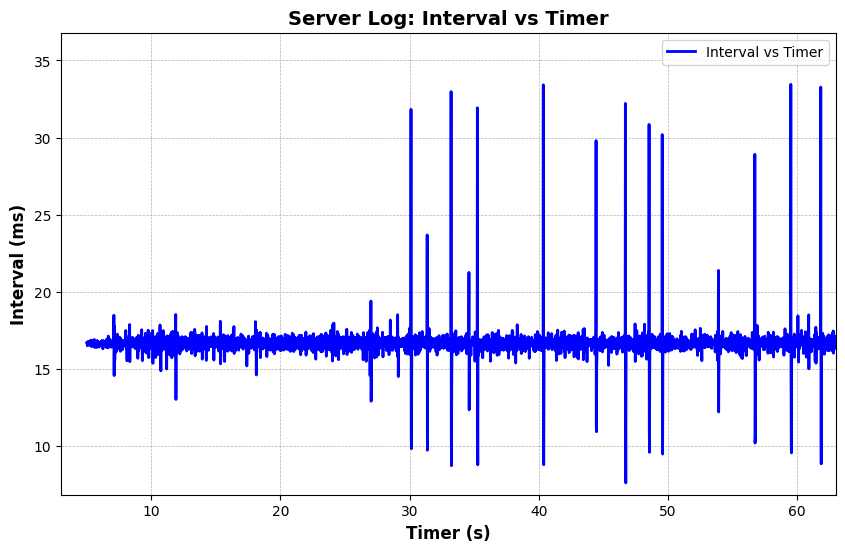 Server Log: Interval vs Timer
Interval vs Timer
35
30
25
20
15
10
Interval (ms)
10 20 30 40 50 60
Timer (s)